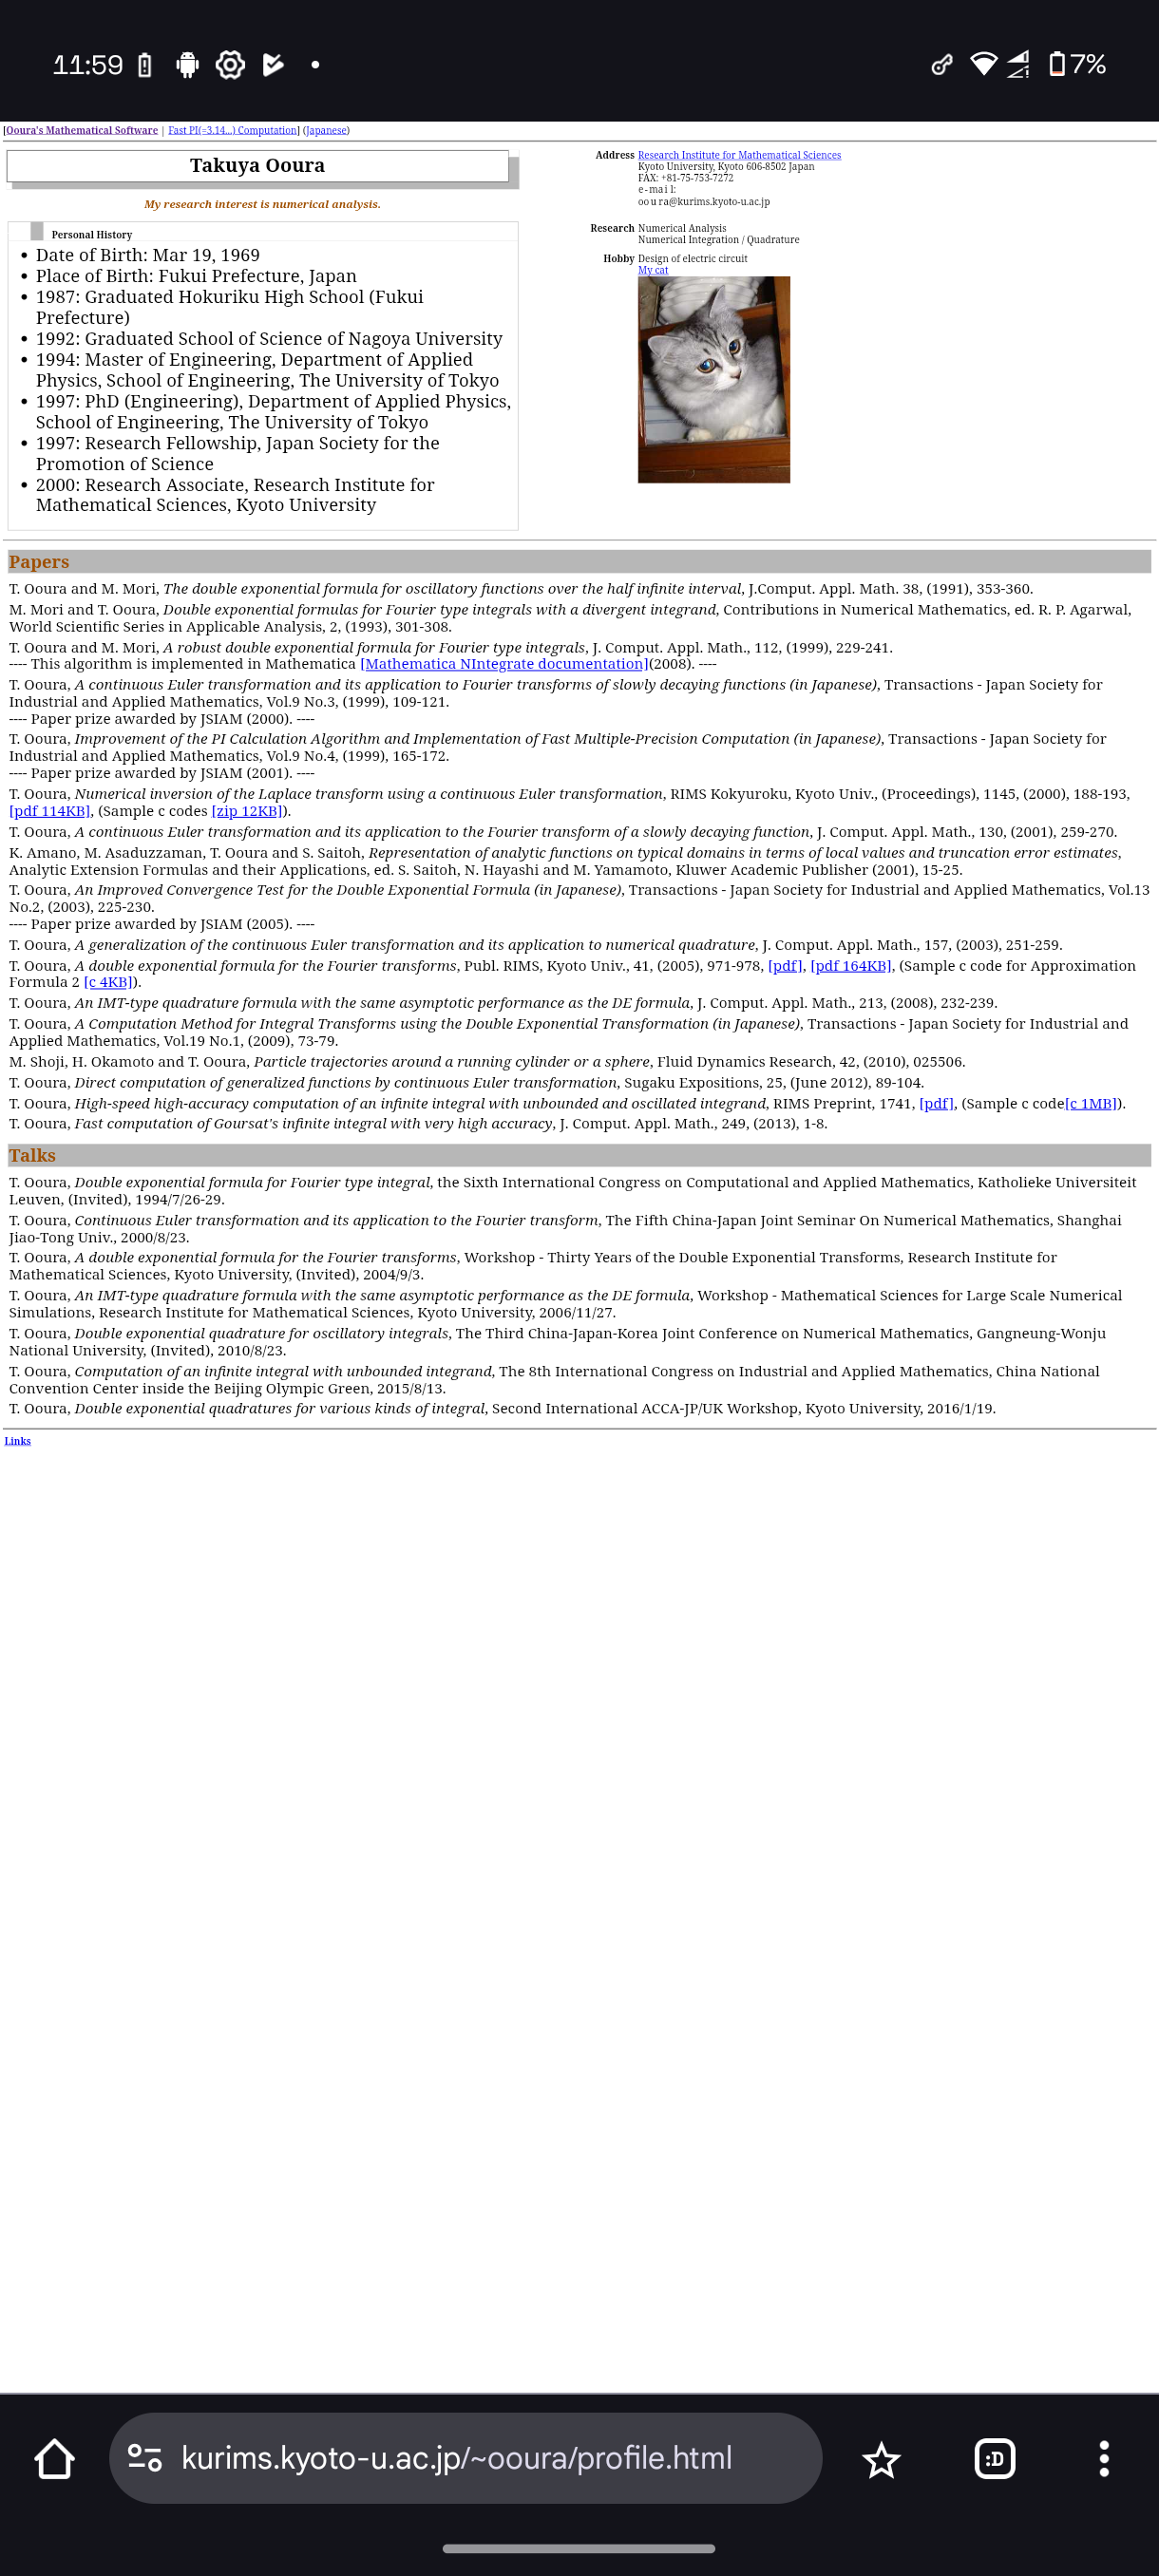 11:59
7%
[Ooura's Mathematical Software | Fast PI(=3.14...) Computation] (Japanese)
Takuya Ooura
My research interest is numerical analysis.
Personal History
• Date of Birth: Mar 19, 1969
• Place of Birth: Fukui Prefecture, Japan
• 1987: Graduated Hokuriku High School (Fukui
Prefecture)
• 1992: Graduated School of Science of Nagoya University
• 1994: Master of Engineering, Department of Applied
Physics, School of Engineering, The University of Tokyo
• 1997: PhD (Engineering), Department of Applied Physics,
School of Engineering, The University of Tokyo
• 1997: Research Fellowship, Japan Society for the
Promotion of Science
• 2000: Research Associate, Research Institute for
Mathematical Sciences, Kyoto University
Address Research Institute for Mathematical Sciences
Kyoto University, Kyoto 606-8502 Japan
FAX: +81-75-753-7272
e-mai l:
oo u ra@kurims.kyoto-u.ac.jp
Research Numerical Analysis
Numerical Integration / Quadrature
Hobby Design of electric circuit
My cat
Papers
T. Ooura and M. Mori, The double exponential formula for oscillatory functions over the half infinite interval, J.Comput. Appl. Math. 38, (1991), 353-360.
M. Mori and T. Ooura, Double exponential formulas for Fourier type integrals with a divergent integrand, Contributions in Numerical Mathematics, ed. R. P. Agarwal,
World Scientific Series in Applicable Analysis, 2, (1993), 301-308.
T. Ooura and M. Mori, A robust double exponential formula for Fourier type integrals, J. Comput. Appl. Math., 112, (1999), 229-241.
---- This algorithm is implemented in Mathematica [Mathematica NIntegrate documentation](2008). ----
T. Ooura, A continuous Euler transformation and its application to Fourier transforms of slowly decaying functions (in Japanese), Transactions - Japan Society for
Industrial and Applied Mathematics, Vol.9 No.3, (1999), 109-121.
---- Paper prize awarded by JSIAM (2000). ----
T. Ooura, Improvement of the PI Calculation Algorithm and Implementation of Fast Multiple-Precision Computation (in Japanese), Transactions - Japan Society for
Industrial and Applied Mathematics, Vol.9 No.4, (1999), 165-172.
---- Paper prize awarded by JSIAM (2001). ----
T. Ooura, Numerical inversion of the Laplace transform using a continuous Euler transformation, RIMS Kokyuroku, Kyoto Univ., (Proceedings), 1145, (2000), 188-193,
[pdf 114KB], (Sample c codes [zip 12KB]).
T. Ooura, A continuous Euler transformation and its application to the Fourier transform of a slowly decaying function, J. Comput. Appl. Math., 130, (2001), 259-270.
K. Amano, M. Asaduzzaman, T. Ooura and S. Saitoh, Representation of analytic functions on typical domains in terms of local values and truncation error estimates,
Analytic Extension Formulas and their Applications, ed. S. Saitoh, N. Hayashi and M. Yamamoto, Kluwer Academic Publisher (2001), 15-25.
T. Ooura, An Improved Convergence Test for the Double Exponential Formula (in Japanese), Transactions - Japan Society for Industrial and Applied Mathematics, Vol.13
No.2, (2003), 225-230.
---- Paper prize awarded by JSIAM (2005). ----
T. Ooura, A generalization of the continuous Euler transformation and its application to numerical quadrature, J. Comput. Appl. Math., 157, (2003), 251-259.
T. Ooura, A double exponential formula for the Fourier transforms, Publ. RIMS, Kyoto Univ., 41, (2005), 971-978, [pdf], [pdf 164KB], (Sample c code for Approximation
Formula 2 [c 4KB]).
T. Ooura, An IMT-type quadrature formula with the same asymptotic performance as the DE formula, J. Comput. Appl. Math., 213, (2008), 232-239.
T. Ooura, A Computation Method for Integral Transforms using the Double Exponential Transformation (in Japanese), Transactions - Japan Society for Industrial and
Applied Mathematics, Vol.19 No.1, (2009), 73-79.
M. Shoji, H. Okamoto and T. Ooura, Particle trajectories around a running cylinder or a sphere, Fluid Dynamics Research, 42, (2010), 025506.
T. Ooura, Direct computation of generalized functions by continuous Euler transformation, Sugaku Expositions, 25, (June 2012), 89-104.
T. Ooura, High-speed high-accuracy computation of an infinite integral with unbounded and oscillated integrand, RIMS Preprint, 1741, [pdf], (Sample c code[c 1MB]).
T. Ooura, Fast computation of Goursat's infinite integral with very high accuracy, J. Comput. Appl. Math., 249, (2013), 1-8.
Talks
T. Ooura, Double exponential formula for Fourier type integral, the Sixth International Congress on Computational and Applied Mathematics, Katholieke Universiteit
Leuven, (Invited), 1994/7/26-29.
T. Ooura, Continuous Euler transformation and its application to the Fourier transform, The Fifth China-Japan Joint Seminar On Numerical Mathematics, Shanghai
Jiao-Tong Univ., 2000/8/23.
T. Ooura, A double exponential formula for the Fourier transforms, Workshop - Thirty Years of the Double Exponential Transforms, Research Institute for
Mathematical Sciences, Kyoto University, (Invited), 2004/9/3.
T. Ooura, An IMT-type quadrature formula with the same asymptotic performance as the DE formula, Workshop - Mathematical Sciences for Large Scale Numerical
Simulations, Research Institute for Mathematical Sciences, Kyoto University, 2006/11/27.
T. Ooura, Double exponential quadrature for oscillatory integrals, The Third China-Japan-Korea Joint Conference on Numerical Mathematics, Gangneung-Wonju
National University, (Invited), 2010/8/23.
T. Ooura, Computation of an infinite integral with unbounded integrand, The 8th International Congress on Industrial and Applied Mathematics, China National
Convention Center inside the Beijing Olympic Green, 2015/8/13.
T. Ooura, Double exponential quadratures for various kinds of integral, Second International ACCA-JP/UK Workshop, Kyoto University, 2016/1/19.
Links
kurims.kyoto-u.ac.jp/~ooura/profile.html
:D